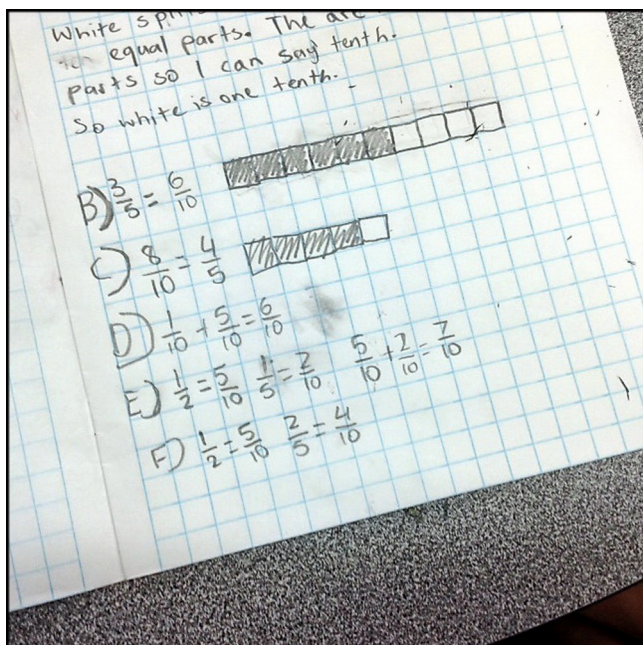 White
equal parts. The are
parts so I can say tenth.
So white is one tenth.
B) 3/5 = 6/10
C) 8/10 = 4/5
D) 1/10 + 5/10 = 6/10
E) 1/2 = 5/10 1/5 = 2/10 5/10 + 2/10 = 7/10
F) 1/2 = 5/10 2/5 = 4/10